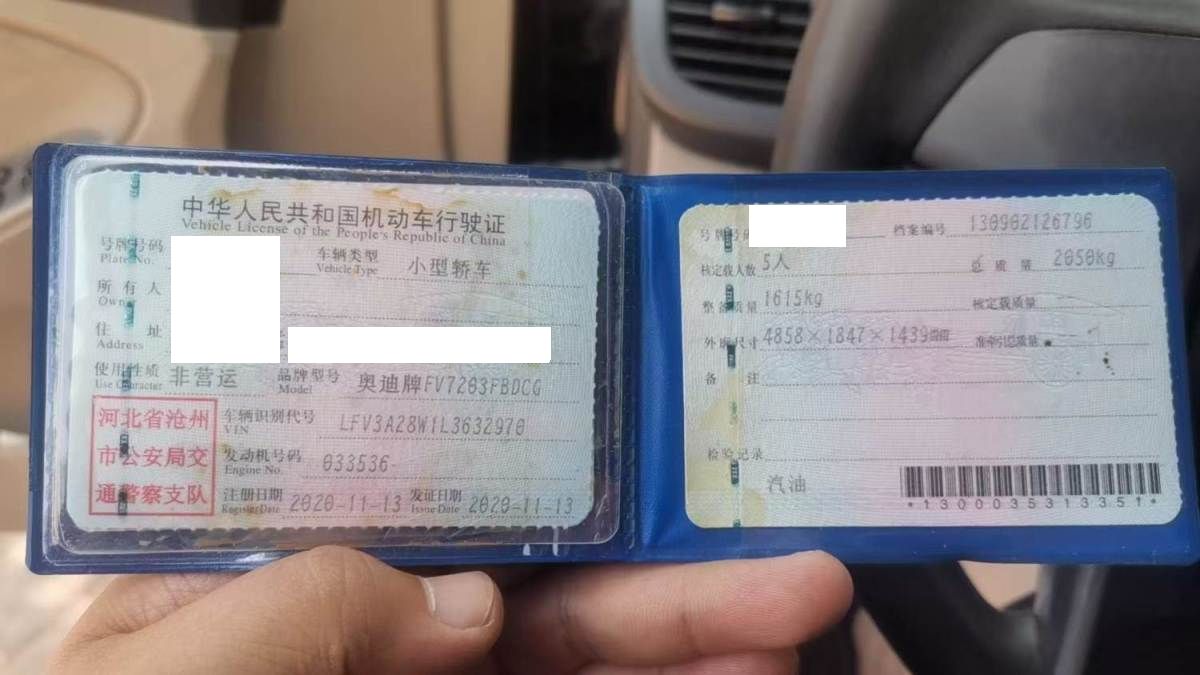 中华人民共和国机动车行驶证
Vehicle License of the People's Republic of China
号牌号码
Plate No.
车辆类型 小型轿车
Vehicle Type
所有人
Owner
住址
Address
使用性质 非营运
Use Character
品牌型号 奥迪牌FV7203FBDCG
Model
河北省沧州
市公安局交
通警察支队
车辆识别代号 LFV3A28W1L3632970
VIN
发动机号码 033536
Engine No.
注册日期 2020-11-13
Register Date
发证日期 2020-11-13
Issue Date
号牌号码
档案编号 130902126796
核定载人数 5人
总质量 2050kg
整备质量 1615kg
核定载质量
外廓尺寸 4858×1847×1439mm
准牵引总质量
备注
检验记录
汽油
*1300035313351*